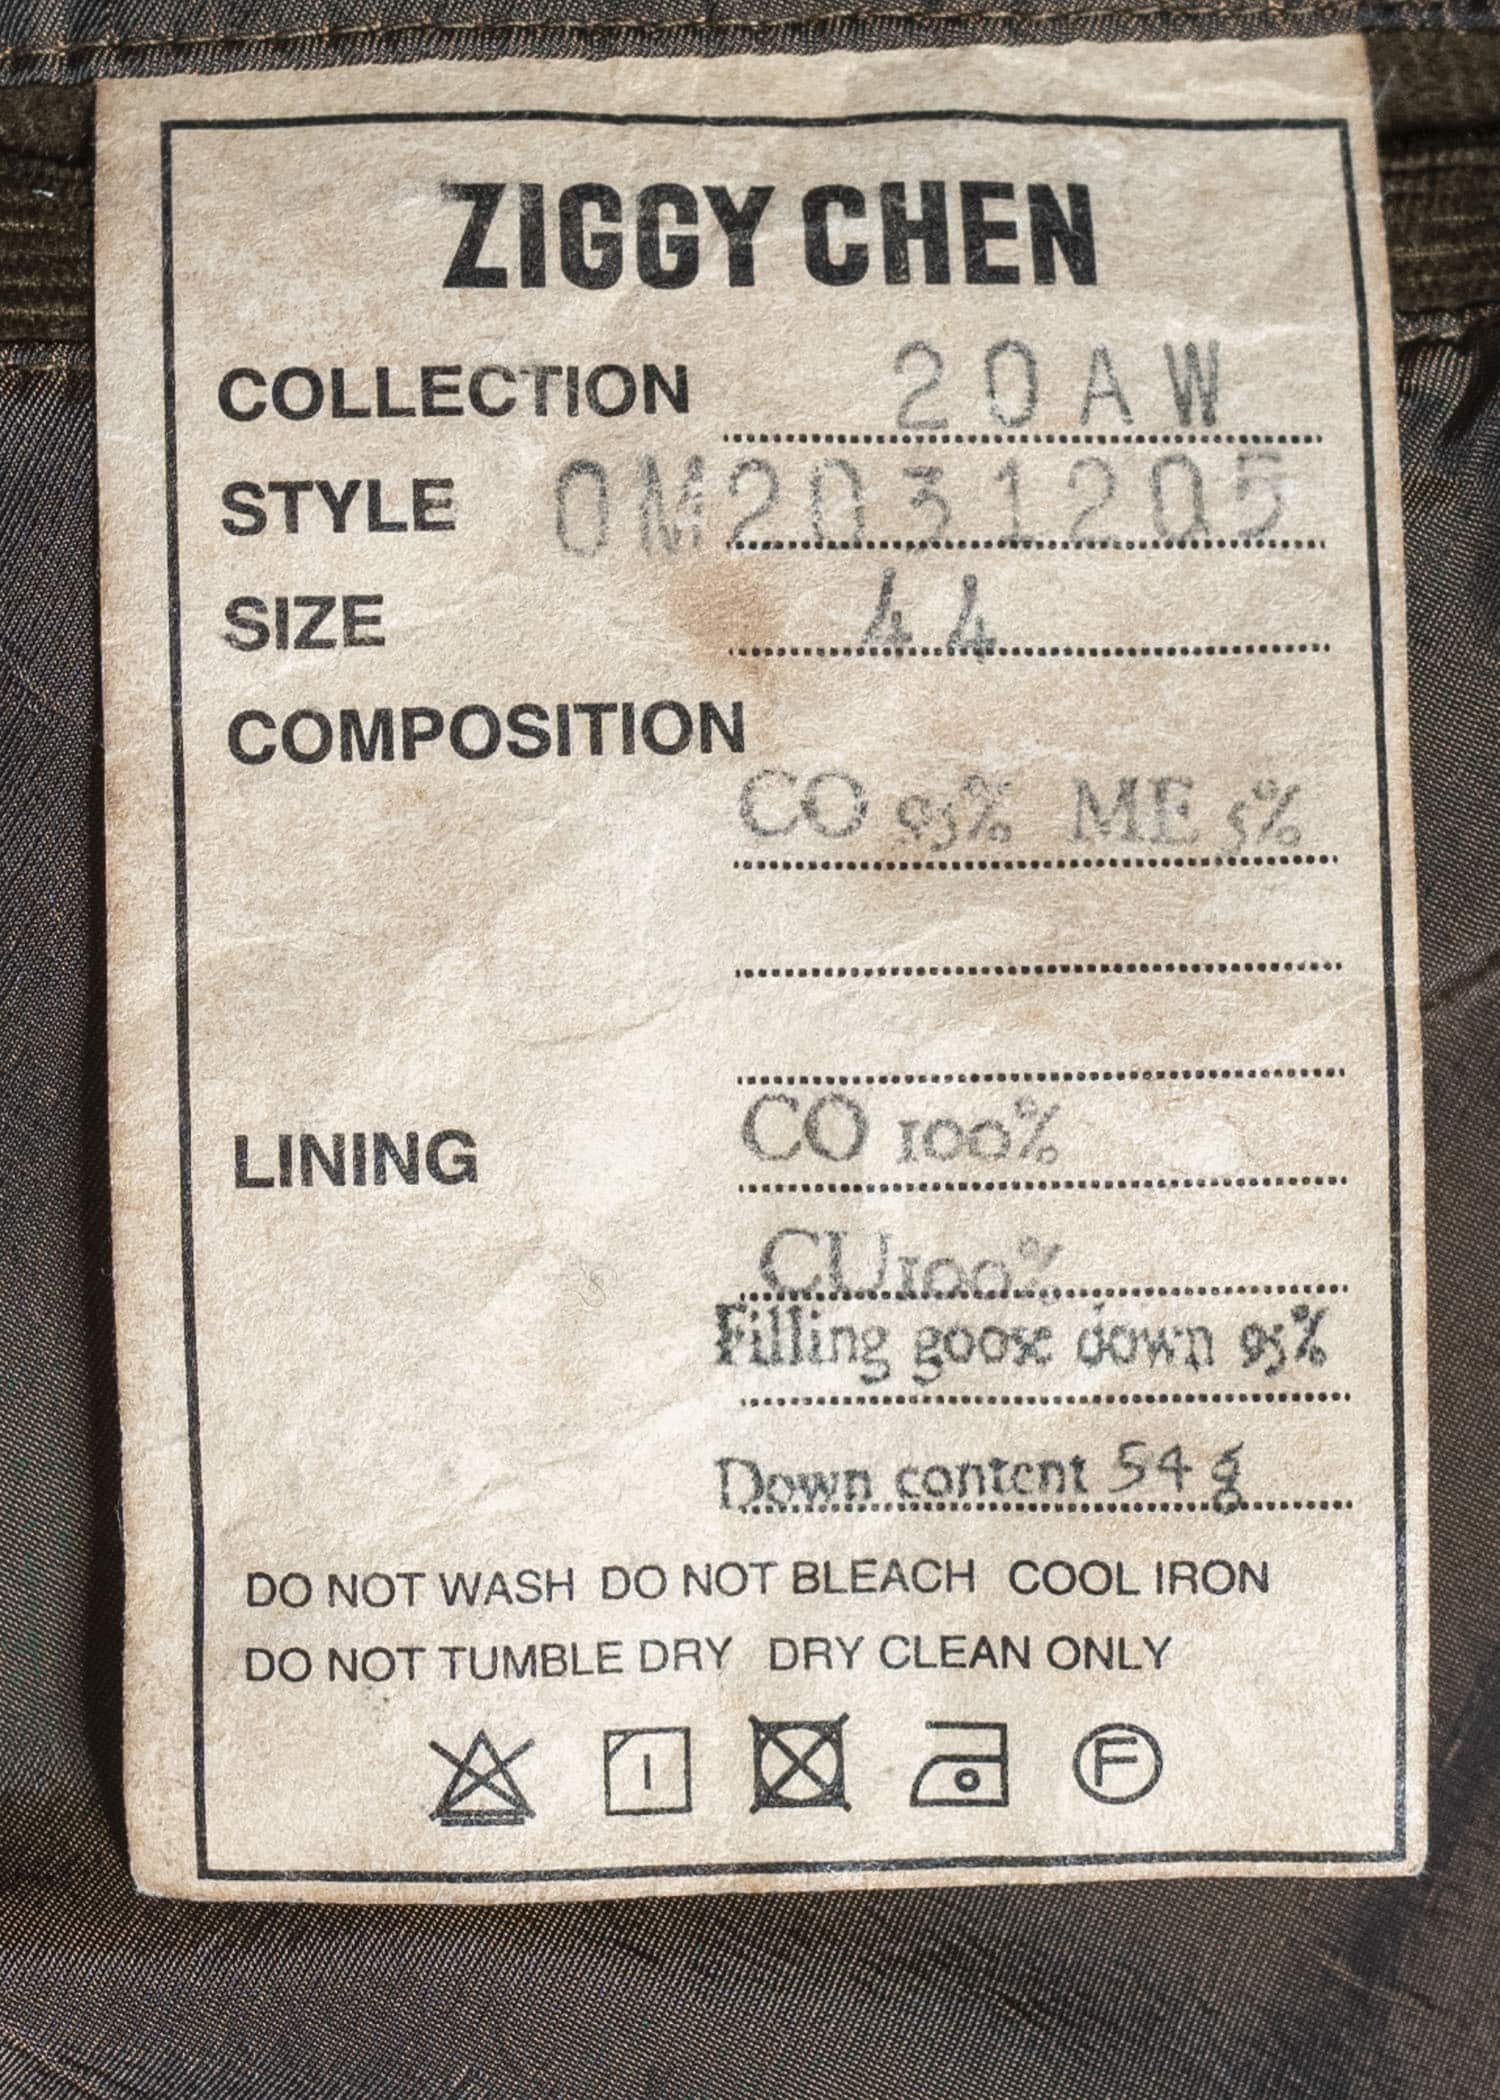 ZIGGY CHEN
COLLECTION 20AW
STYLE 0M2031205
SIZE 44
COMPOSITION
CO 95% ME 5%
LINING CO 100%
CU 100%
Filling goose down 95%
Down content 54 g
DO NOT WASH DO NOT BLEACH COOL IRON
DO NOT TUMBLE DRY DRY CLEAN ONLY
F